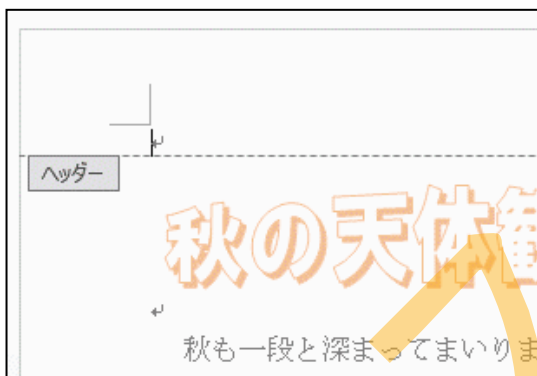 ヘッダー
秋の天体観
秋も一段と深まってまいりま